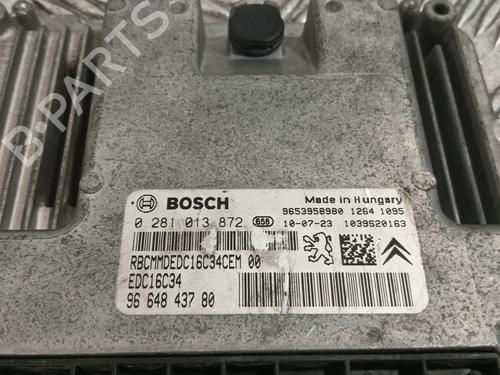 B-PARTS
BOSCH
Made in Hungary
9653958980 1264 1095
0 281 013 872 658 10-07-23 1039S20163
RBCMMDEDC16C34CEM 00
EDC16C34
96 648 437 80